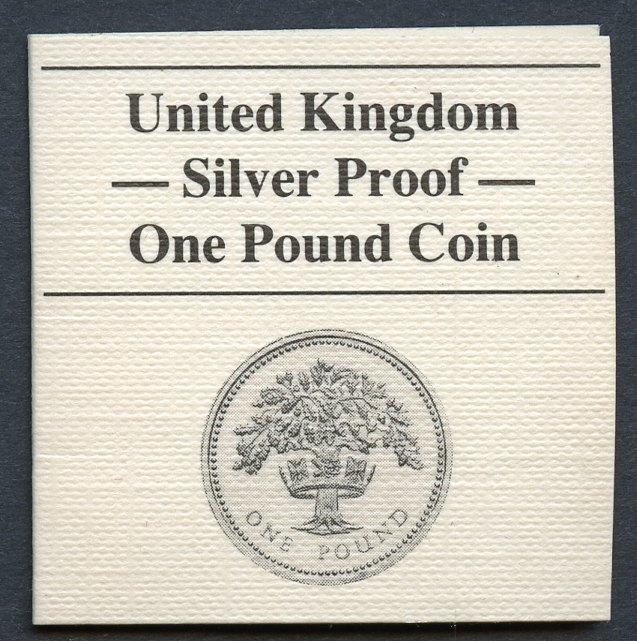 United Kingdom
— Silver Proof —
One Pound Coin
ONE POUND